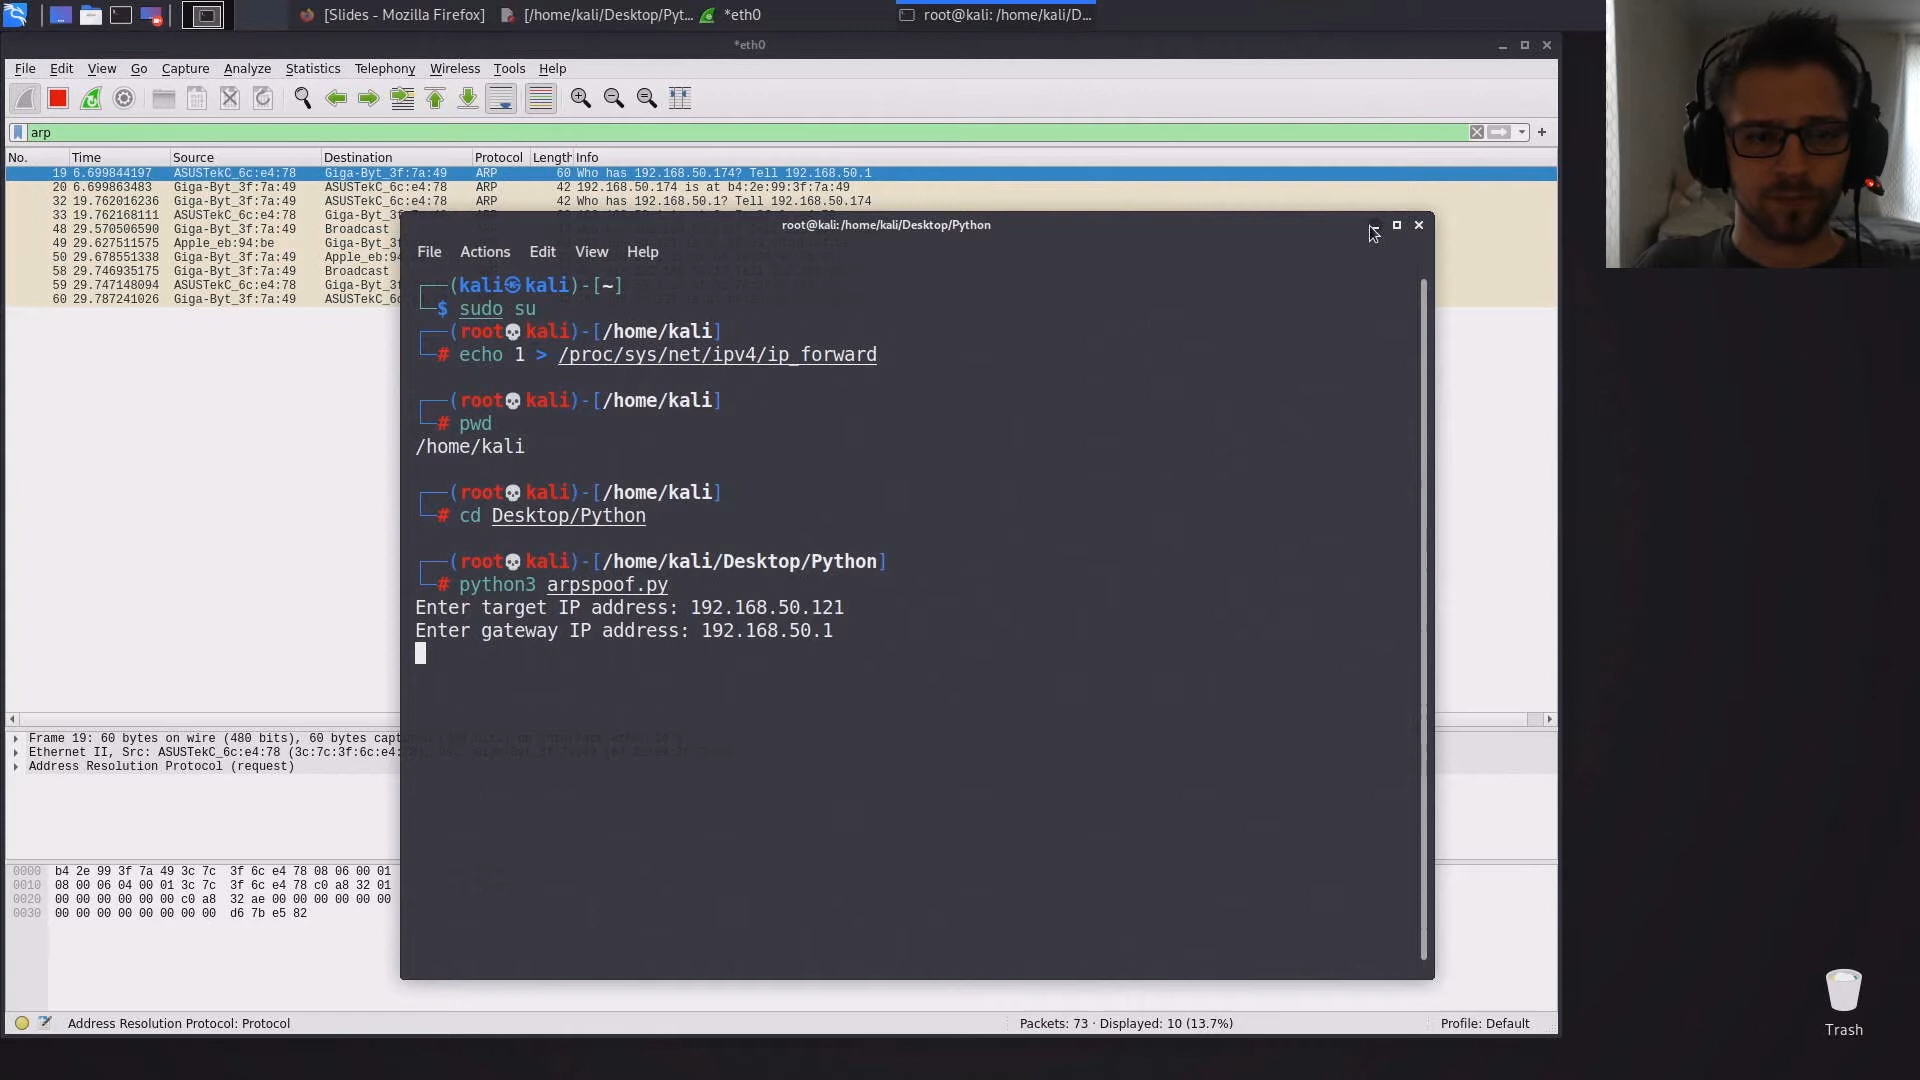 [Slides - Mozilla Firefox]
[/home/kali/Desktop/Pyt...
*eth0
root@kali: /home/kali/D...
*eth0
File Edit View Go Capture Analyze Statistics Telephony Wireless Tools Help
arp
No. Time Source Destination Protocol Length Info
19 6.699844197 ASUSTekC_6c:e4:78 Giga-Byt_3f:7a:49 ARP 60 Who has 192.168.50.174? Tell 192.168.50.1
20 6.699863483 Giga-Byt_3f:7a:49 ASUSTekC_6c:e4:78 ARP 42 192.168.50.174 is at b4:2e:99:3f:7a:49
32 19.762016236 Giga-Byt_3f:7a:49 ASUSTekC_6c:e4:78 ARP 42 Who has 192.168.50.1? Tell 192.168.50.174
33 19.762168111 ASUSTekC_6c:e4:78 Giga-Byt_3f:7a:49
48 29.570506590 Giga-Byt_3f:7a:49 Broadcast
49 29.627511575 Apple_eb:94:be Giga-Byt_3f:
50 29.678551338 Giga-Byt_3f:7a:49 Apple_eb:94:
58 29.746935175 Giga-Byt_3f:7a:49 Broadcast
59 29.747148094 ASUSTekC_6c:e4:78 Giga-Byt_3f:
60 29.787241026 Giga-Byt_3f:7a:49 ASUSTekC_6c:
root@kali: /home/kali/Desktop/Python
File Actions Edit View Help
(kali㉿kali)-[~]
$ sudo su
(root💀kali)-[/home/kali]
# echo 1 > /proc/sys/net/ipv4/ip_forward
(root💀kali)-[/home/kali]
# pwd
/home/kali
(root💀kali)-[/home/kali]
# cd Desktop/Python
(root💀kali)-[/home/kali/Desktop/Python]
# python3 arpspoof.py
Enter target IP address: 192.168.50.121
Enter gateway IP address: 192.168.50.1
Frame 19: 60 bytes on wire (480 bits), 60 bytes capt
Ethernet II, Src: ASUSTekC_6c:e4:78 (3c:7c:3f:6c:e4:
Address Resolution Protocol (request)
0000 b4 2e 99 3f 7a 49 3c 7c 3f 6c e4 78 08 06 00 01
0010 08 00 06 04 00 01 3c 7c 3f 6c e4 78 c0 a8 32 01
0020 00 00 00 00 00 00 c0 a8 32 ae 00 00 00 00 00 00
0030 00 00 00 00 00 00 00 00 d6 7b e5 82
Address Resolution Protocol: Protocol
Packets: 73 · Displayed: 10 (13.7%)
Profile: Default
Trash